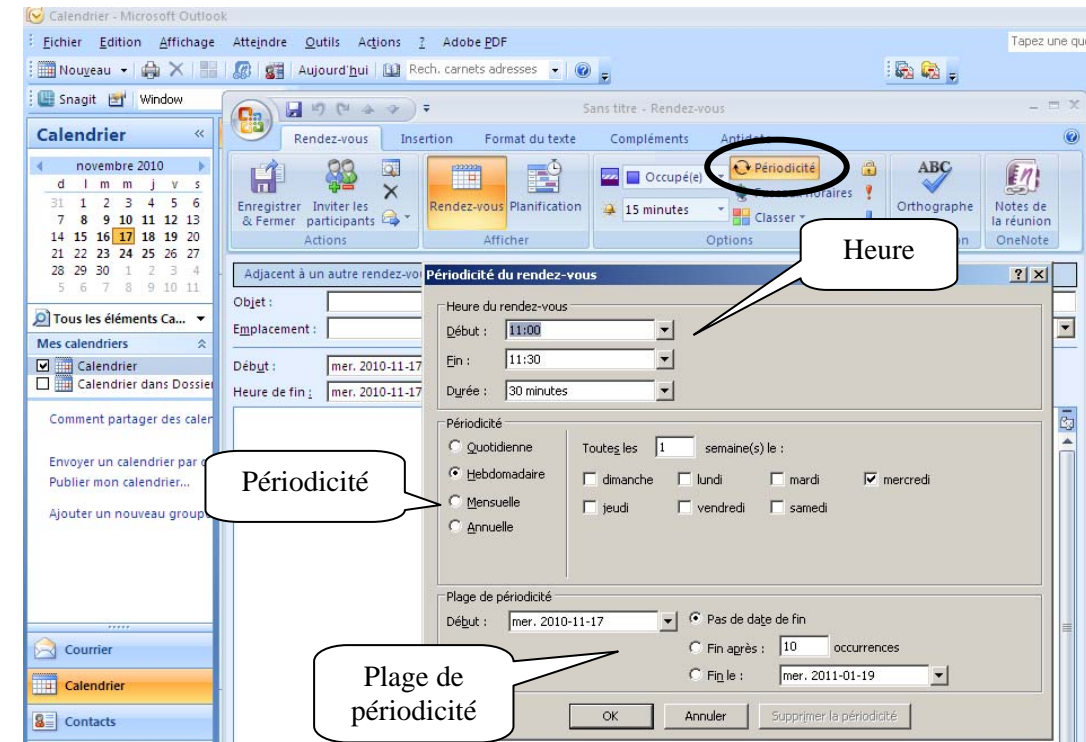 Calendrier - Microsoft Outlook
Fichier Edition Affichage Atteindre Outils Actions ? Adobe PDF
Tapez une qu
Nouveau Aujourd'hui Rech. carnets adresses
Snagit Window
Sans titre - Rendez-vous
Rendez-vous Insertion Format du texte Compléments Antidote
Calendrier «
novembre 2010
d l m m j v s
31 1 2 3 4 5 6
7 8 9 10 11 12 13
14 15 16 17 18 19 20
21 22 23 24 25 26 27
28 29 30 1 2 3 4
5 6 7 8 9 10 11
Tous les éléments Ca...
Mes calendriers
Calendrier
Calendrier dans Dossie
Comment partager des caler
Envoyer un calendrier par
Publier mon calendrier...
Ajouter un nouveau group
Courrier
Calendrier
Contacts
Enregistrer & Fermer
Inviter les participants
Actions
Rendez-vous Planification
Afficher
Occupé(e)
15 minutes
Périodicité
horaires
Classer
Options
ABC
Orthographe
Notes de la réunion
OneNote
Adjacent à un autre rendez-vo
Objet :
Emplacement :
Début : mer. 2010-11-17
Heure de fin : mer. 2010-11-17
Périodicité du rendez-vous
Heure du rendez-vous
Début : 11:00
Fin : 11:30
Durée : 30 minutes
Périodicité
Quotidienne
Hebdomadaire
Mensuelle
Annuelle
Toutes les 1 semaine(s) le :
dimanche lundi mardi mercredi
jeudi vendredi samedi
Plage de périodicité
Début : mer. 2010-11-17
Pas de date de fin
Fin après : 10 occurrences
Fin le : mer. 2011-01-19
OK Annuler Supprimer la périodicité
Heure
Périodicité
Plage de
périodicité